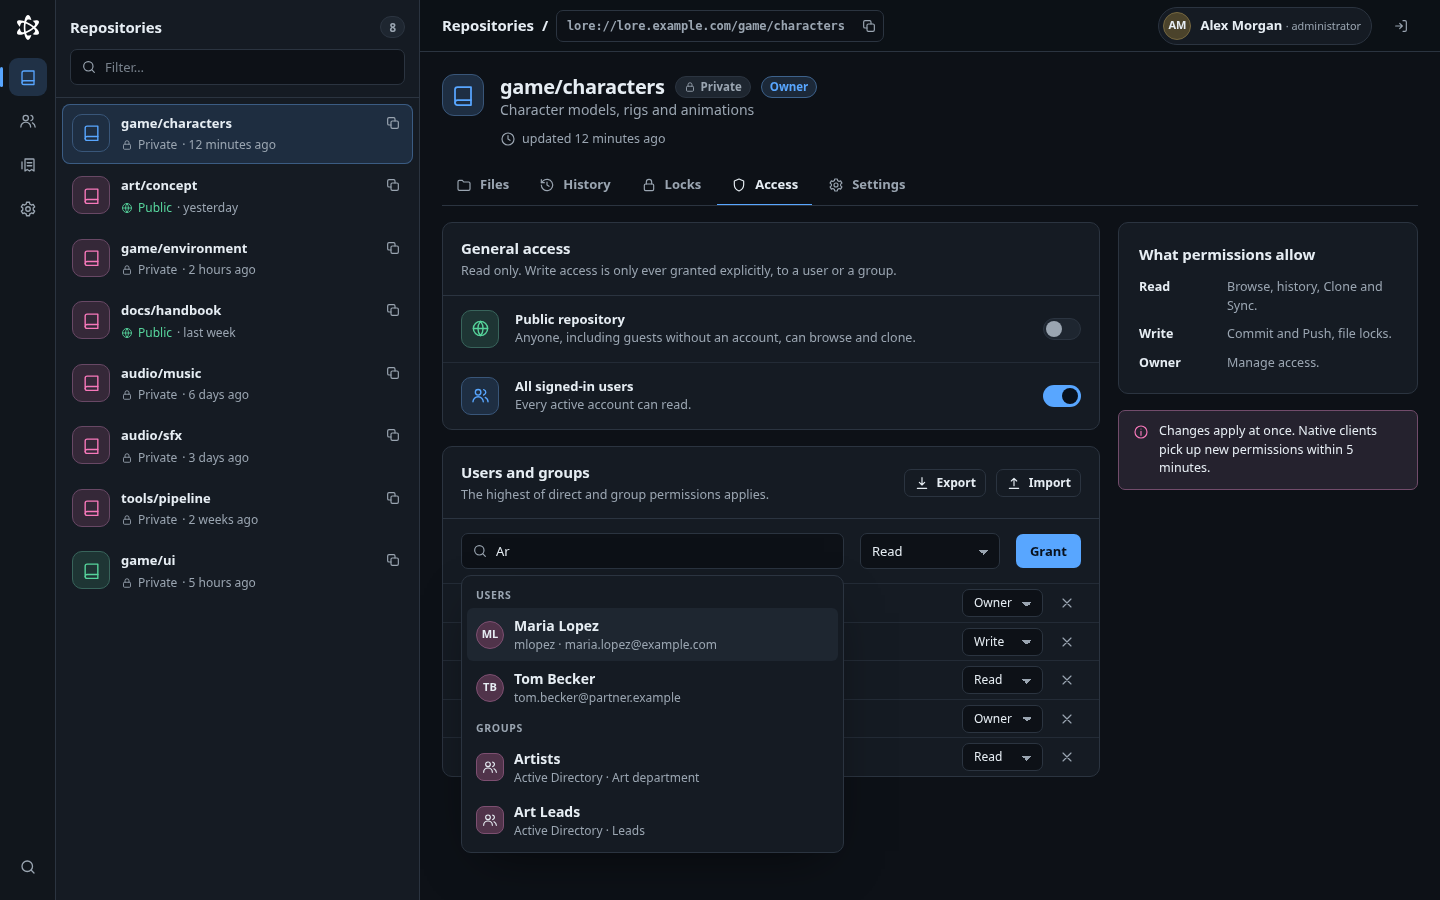 Repositories
8
Filter...
game/characters
Private · 12 minutes ago
art/concept
Public · yesterday
game/environment
Private · 2 hours ago
docs/handbook
Public · last week
audio/music
Private · 6 days ago
audio/sfx
Private · 3 days ago
tools/pipeline
Private · 2 weeks ago
game/ui
Private · 5 hours ago
Repositories / lore://lore.example.com/game/characters
AM Alex Morgan · administrator
game/characters Private Owner
Character models, rigs and animations
updated 12 minutes ago
Files History Locks Access Settings
General access
Read only. Write access is only ever granted explicitly, to a user or a group.
Public repository
Anyone, including guests without an account, can browse and clone.
All signed-in users
Every active account can read.
Users and groups
The highest of direct and group permissions applies.
Export Import
Ar
Read
Grant
USERS
ML Maria Lopez
mlopez · maria.lopez@example.com
TB Tom Becker
tom.becker@partner.example
GROUPS
Artists
Active Directory · Art department
Art Leads
Active Directory · Leads
Owner
Write
Read
Owner
Read
What permissions allow
Read Browse, history, Clone and
Sync.
Write Commit and Push, file locks.
Owner Manage access.
Changes apply at once. Native clients
pick up new permissions within 5
minutes.